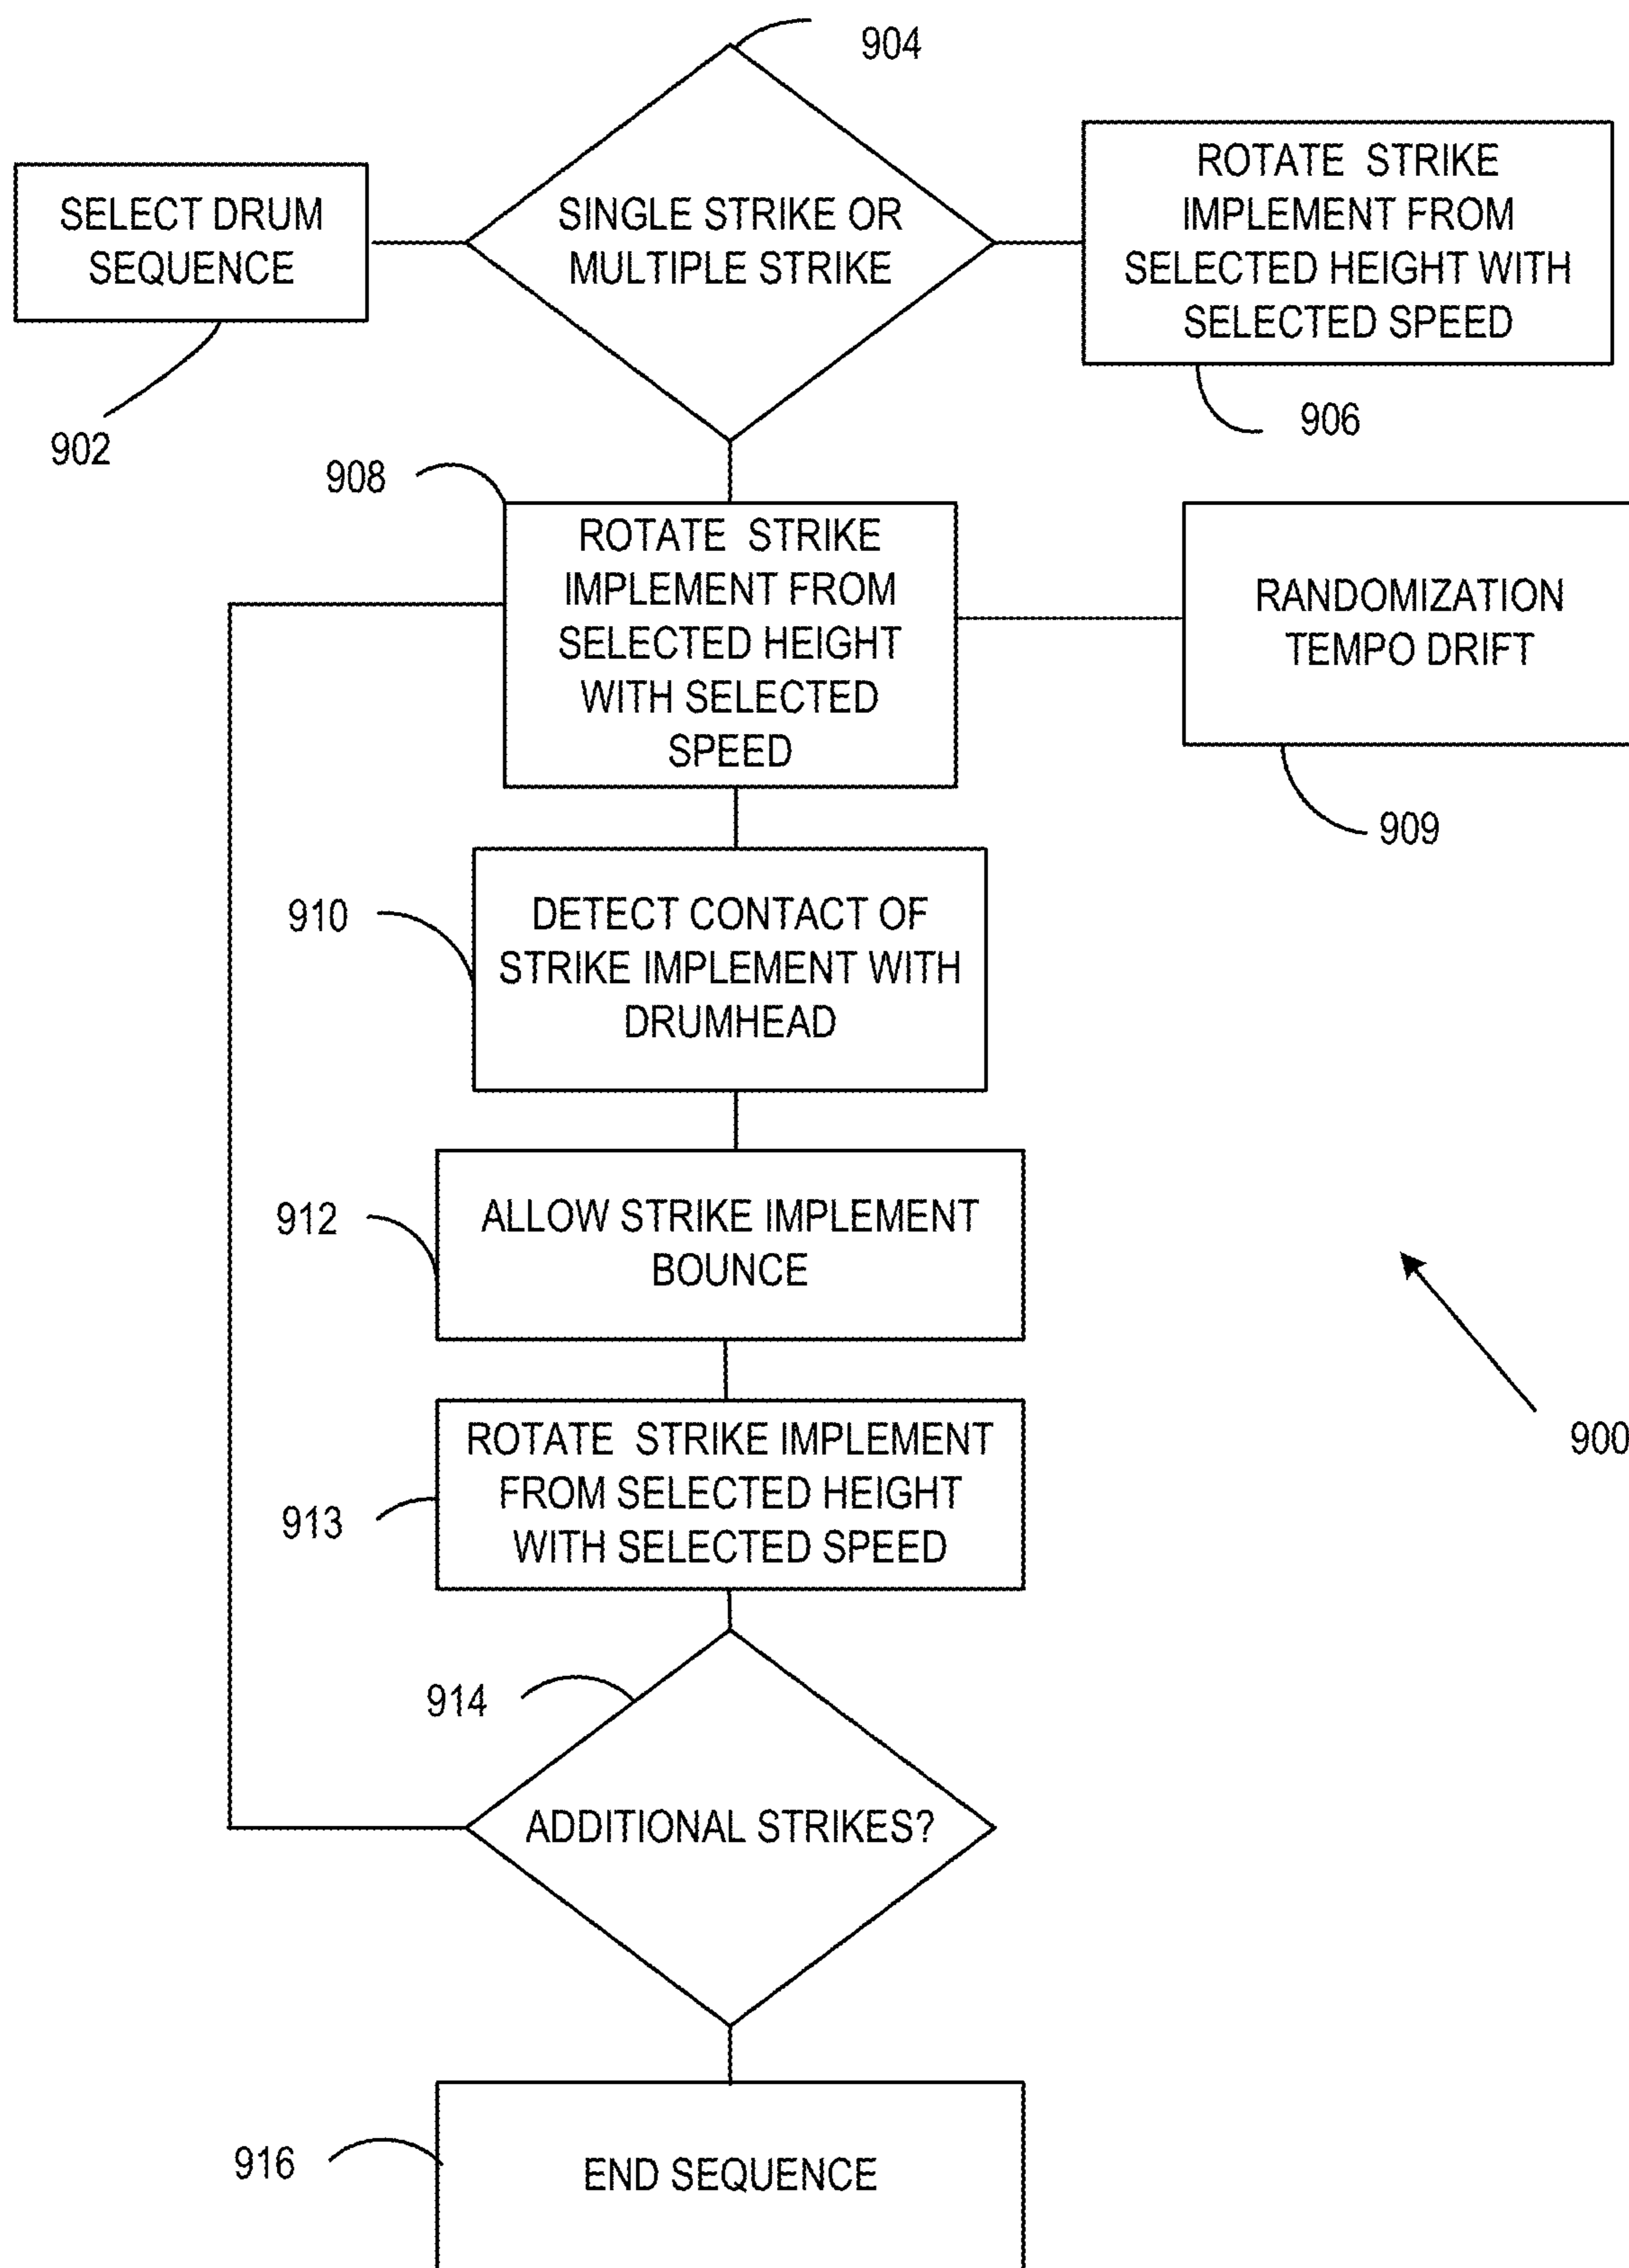 904
SELECT DRUM
SEQUENCE
902
SINGLE STRIKE OR
MULTIPLE STRIKE
ROTATE STRIKE
IMPLEMENT FROM
SELECTED HEIGHT WITH
SELECTED SPEED
906
908
ROTATE STRIKE
IMPLEMENT FROM
SELECTED HEIGHT
WITH SELECTED
SPEED
RANDOMIZATION
TEMPO DRIFT
909
910
DETECT CONTACT OF
STRIKE IMPLEMENT WITH
DRUMHEAD
912
ALLOW STRIKE IMPLEMENT
BOUNCE
900
913
ROTATE STRIKE IMPLEMENT
FROM SELECTED HEIGHT
WITH SELECTED SPEED
914
ADDITIONAL STRIKES?
916
END SEQUENCE